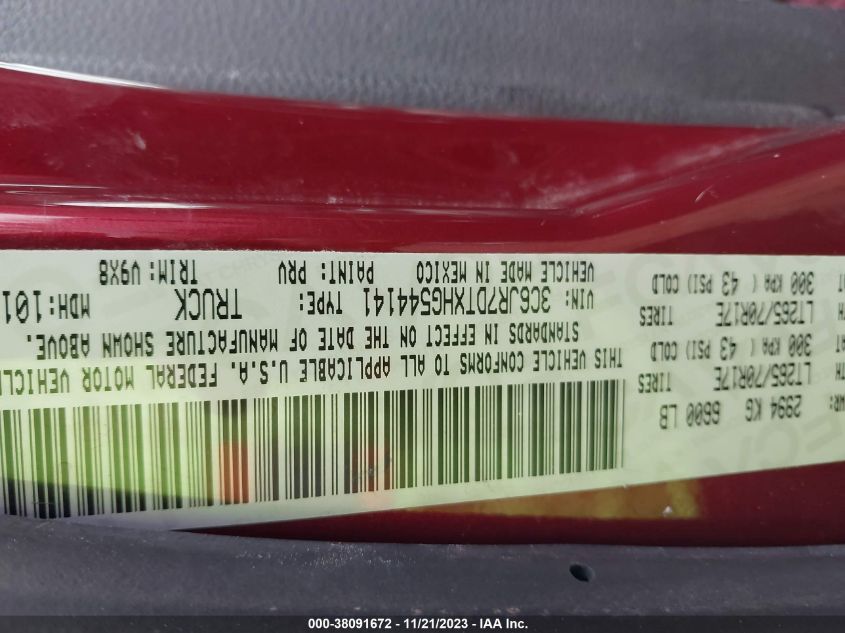 2994 KG 6600 LB
LT265/70R17E TIRES
300 KPA ( 43 PSI) COLD
LT265/70R17E TIRES
300 KPA ( 43 PSI) COLD
THIS VEHICLE CONFORMS TO ALL APPLICABLE U.S.A. FEDERAL MOTOR VEHICL
STANDARDS IN EFFECT ON THE DATE OF MANUFACTURE SHOWN ABOVE.
VIN: 3C6JR7DTXHG544141 TYPE: TRUCK MDH:101
VEHICLE MADE IN MEXICO PAINT: PRV TRIM: V9X8
000-38091672 - 11/21/2023 - IAA Inc.